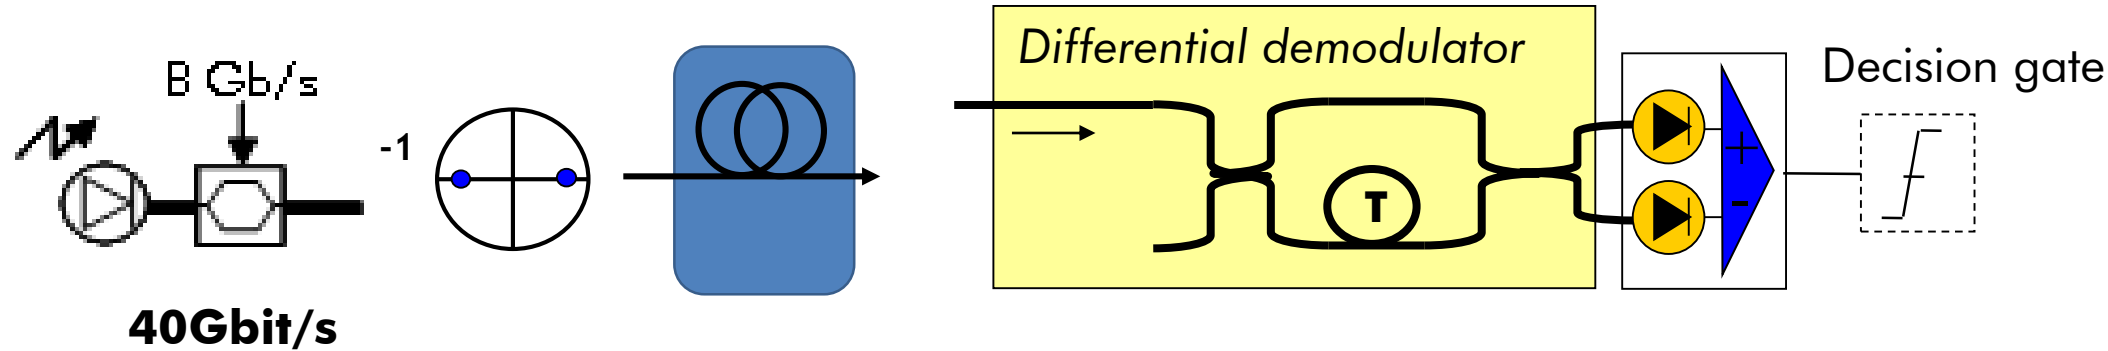 B Gb/s
40Gbit/s
-1
Differential demodulator
T
+
-
Decision gate